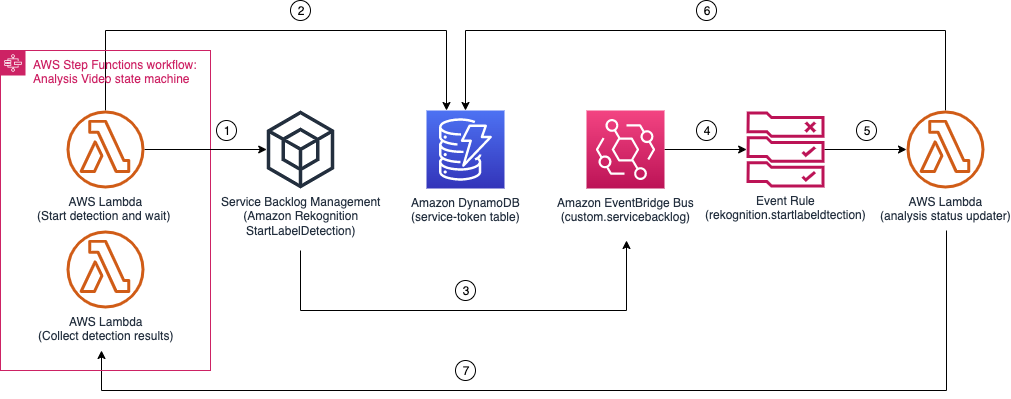 2
6
AWS Step Functions workflow:
Analysis Video state machine
1
4
5
AWS Lambda
(Start detection and wait)
Service Backlog Management
(Amazon Rekognition
StartLabelDetection)
Amazon DynamoDB
(service-token table)
Amazon EventBridge Bus
(custom.servicebacklog)
Event Rule
(rekognition.startlabeldtection)
AWS Lambda
(analysis status updater)
3
AWS Lambda
(Collect detection results)
7